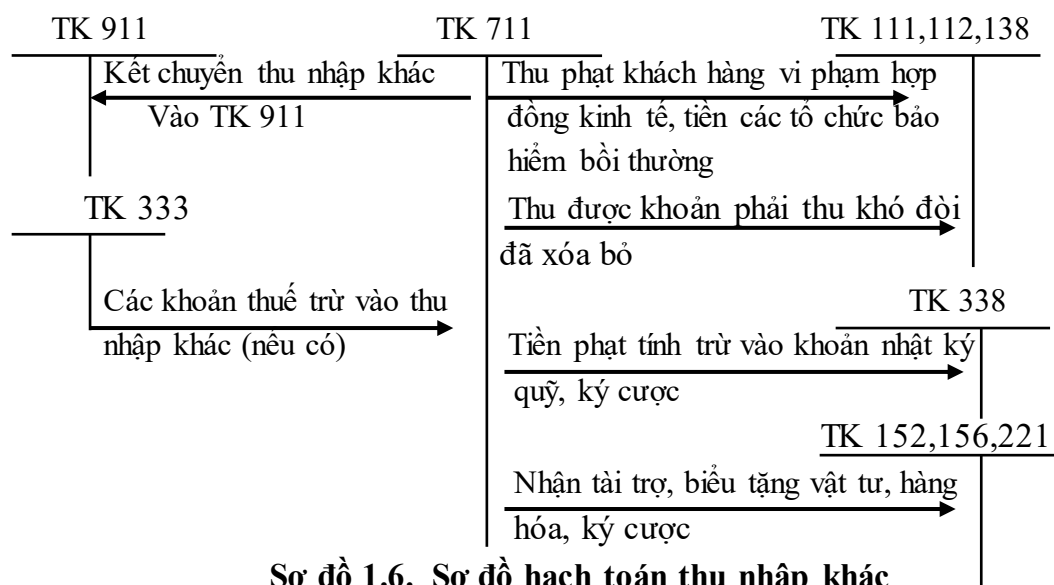 TK 911
TK 711
TK 111,112,138
Kết chuyển thu nhập khác
Vào TK 911
Thu phạt khách hàng vi phạm hợp
đồng kinh tế, tiền các tổ chức bảo
hiểm bồi thường
TK 333
Thu được khoản phải thu khó đòi
đã xóa bỏ
Các khoản thuế trừ vào thu
nhập khác (nếu có)
TK 338
Tiền phạt tính trừ vào khoản nhật ký
quỹ, ký cược
TK 152,156,221
Nhận tài trợ, biểu tặng vật tư, hàng
hóa, ký cược
Sơ đồ 1.6. Sơ đồ hạch toán thu nhập khác